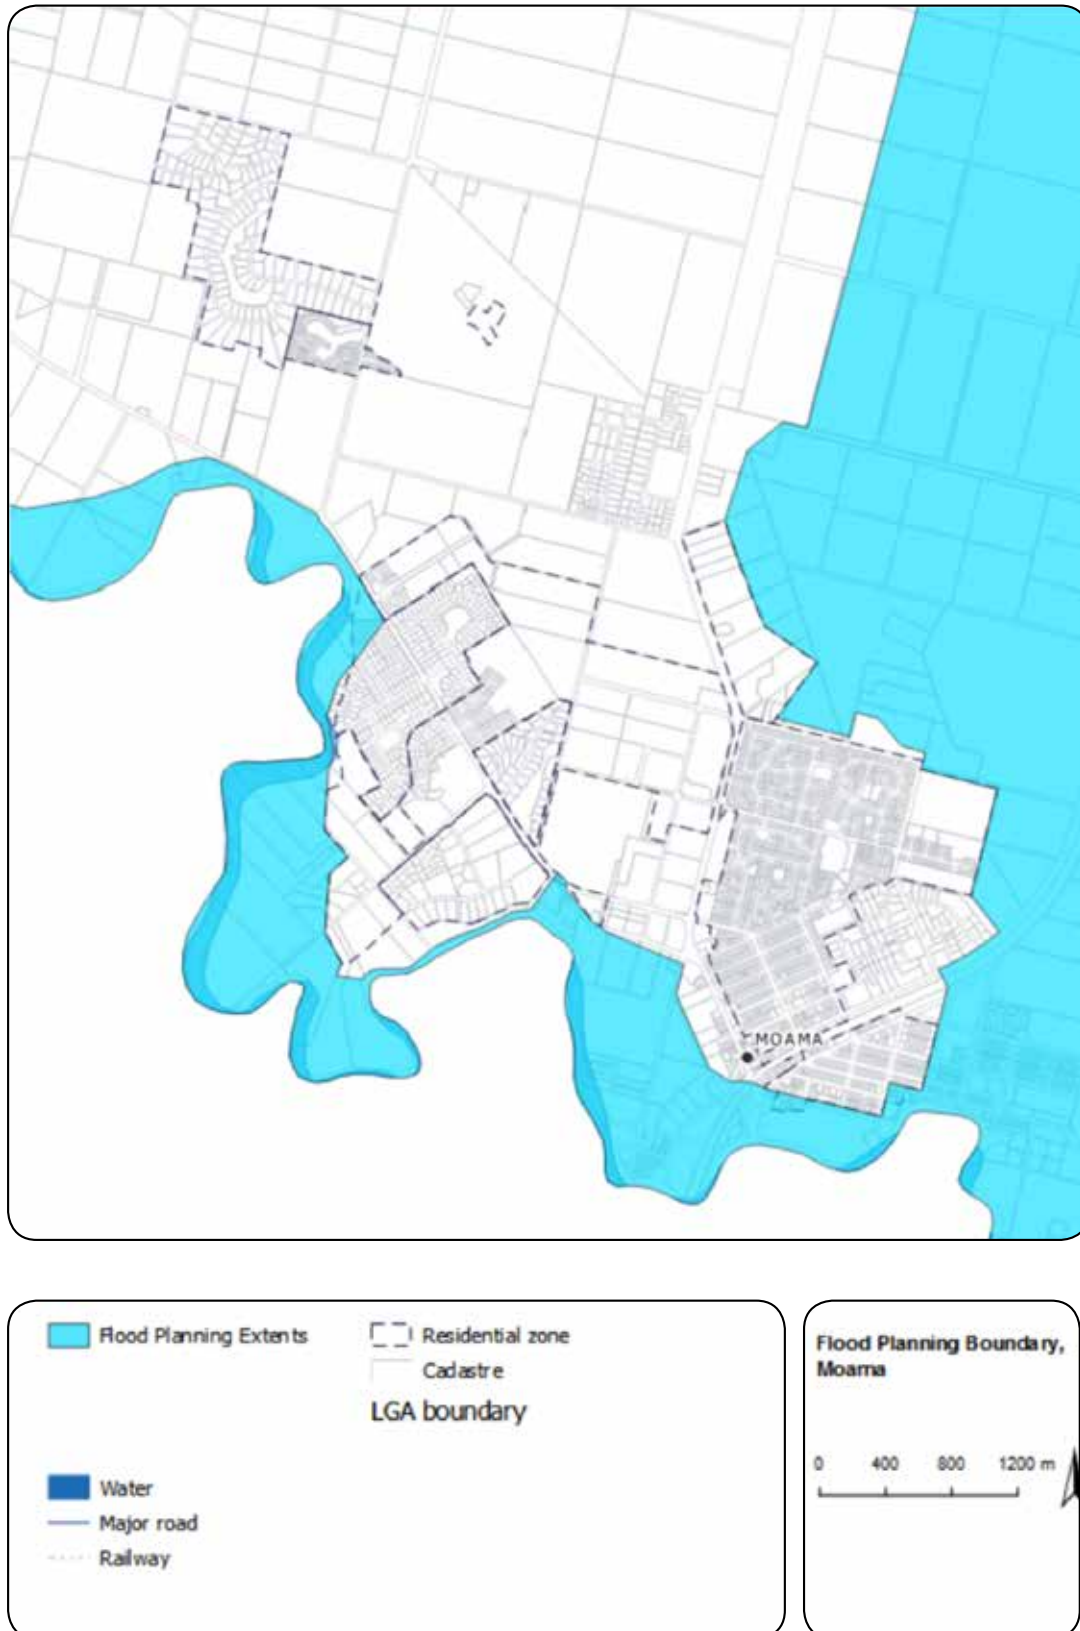 MOAMA
Flood Planning Extents
Residential zone
Cadastre
LGA boundary
Water
Major road
Railway
Flood Planning Boundary,
Moama
0 400 800 1200 m